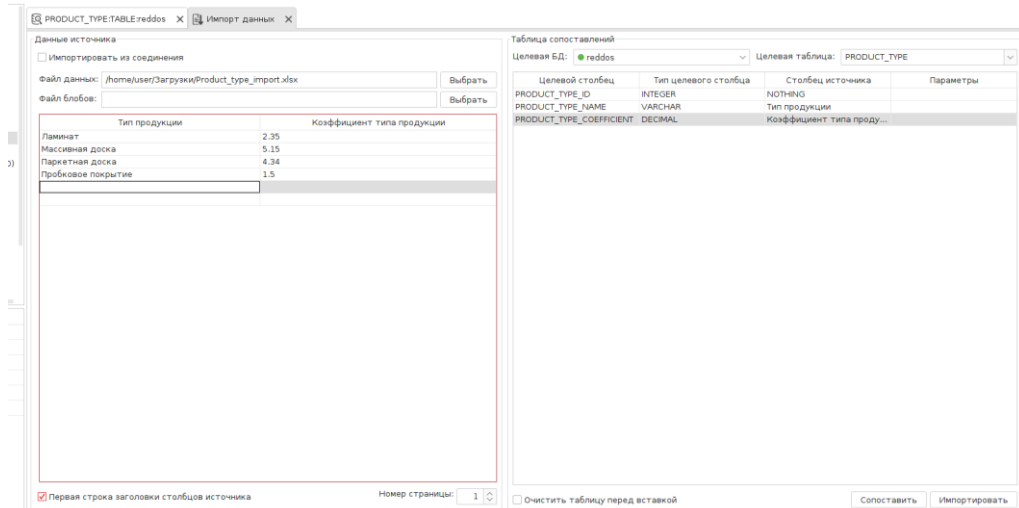 PRODUCT_TYPE:TABLE:reddos X Импорт данных X
Данные источника
Импортировать из соединения
Файл данных: /home/user/Загрузки/Product_type_import.xlsx Выбрать
Файл блобов: Выбрать
Тип продукции Коэффициент типа продукции
Ламинат 2.35
Массивная доска 5.15
Паркетная доска 4.34
Пробковое покрытие 1.5
Первая строка заголовки столбцов источника Номер страницы: 1
Таблица сопоставлений
Целевая БД: reddos Целевая таблица: PRODUCT_TYPE
Целевой столбец Тип целевого столбца Столбец источника Параметры
PRODUCT_TYPE_ID INTEGER NOTHING
PRODUCT_TYPE_NAME VARCHAR Тип продукции
PRODUCT_TYPE_COEFFICIENT DECIMAL Коэффициент типа проду...
Очистить таблицу перед вставкой Сопоставить Импортировать